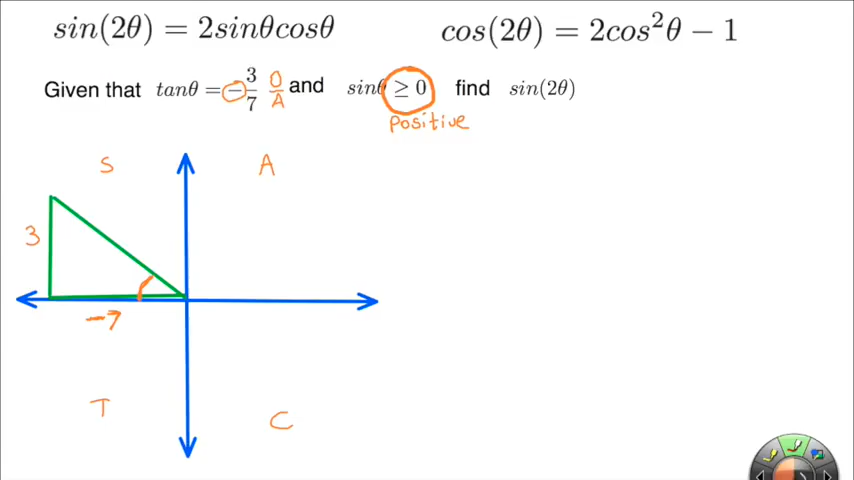 sin(2θ) = 2sinθcosθ
cos(2θ) = 2cos²θ − 1
Given that tanθ = −3/7 O/A and sinθ ≥ 0 find sin(2θ)
positive
S A
3
−7
T C